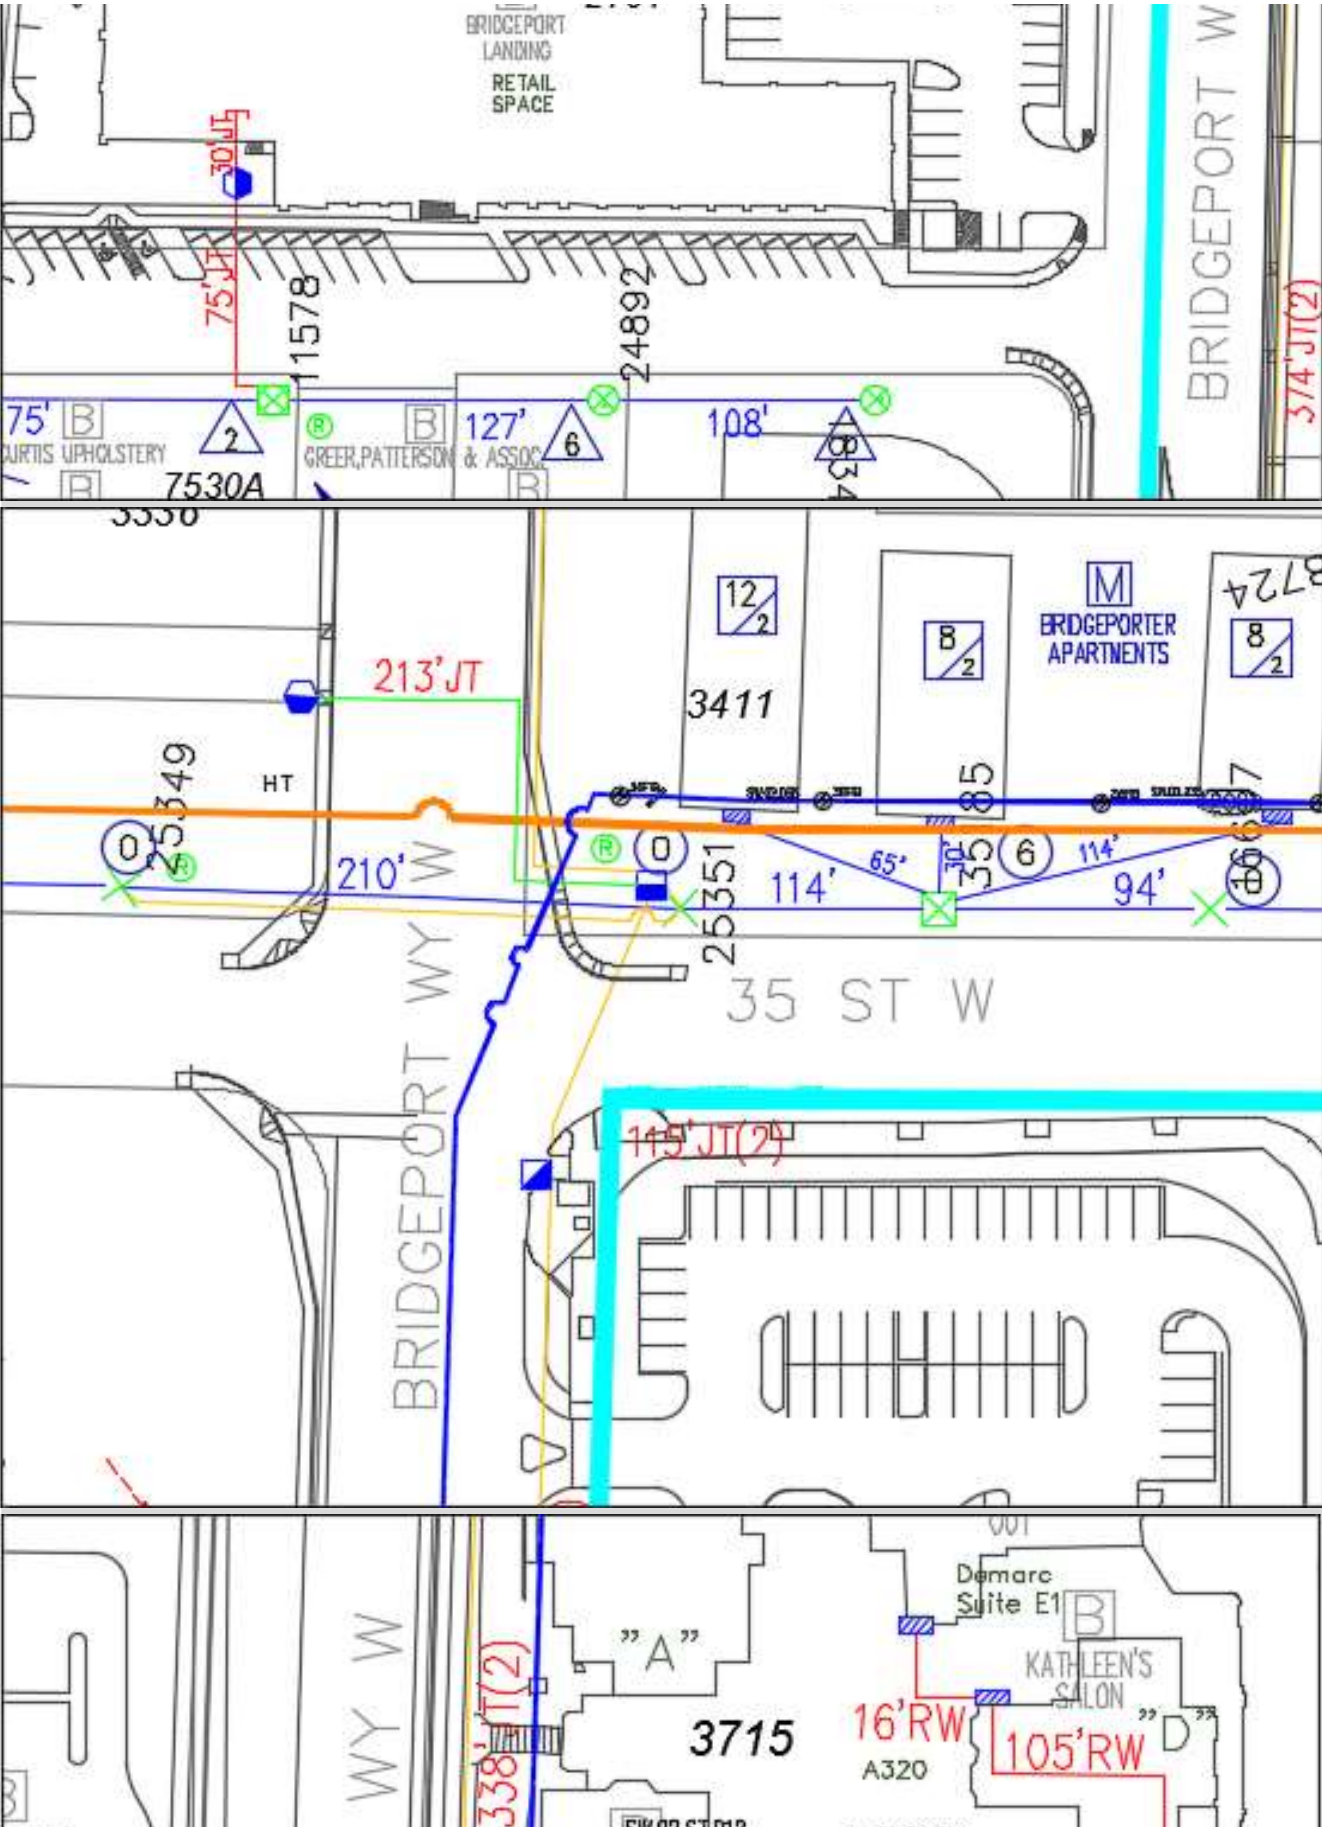 BRIDGEPORT
LANDING
RETAIL
SPACE
BRIDGEPORT W
30'JT
75'JT
11578
24892
374'JT(2)
75'
B
2
B
127'
6
108'
CURTIS UPHOLSTERY
GREER,PATTERSON & ASSOC.
B
B
7530A
R
3336
12/2
8/2
M
BRIDGEPORTER
APARTMENTS
8/2
8724
213'JT
3411
25349
HT
0
R
210'
R
0
25351
114'
65'
30'
6
114'
94'
35 ST W
BRIDGEPORT WY W
115'JT(2)
Demarc
Suite E1
B
"A"
KATHLEEN'S
SALON
WY W
338'JT(2)
3715
16'RW
"D"
105'RW
A320